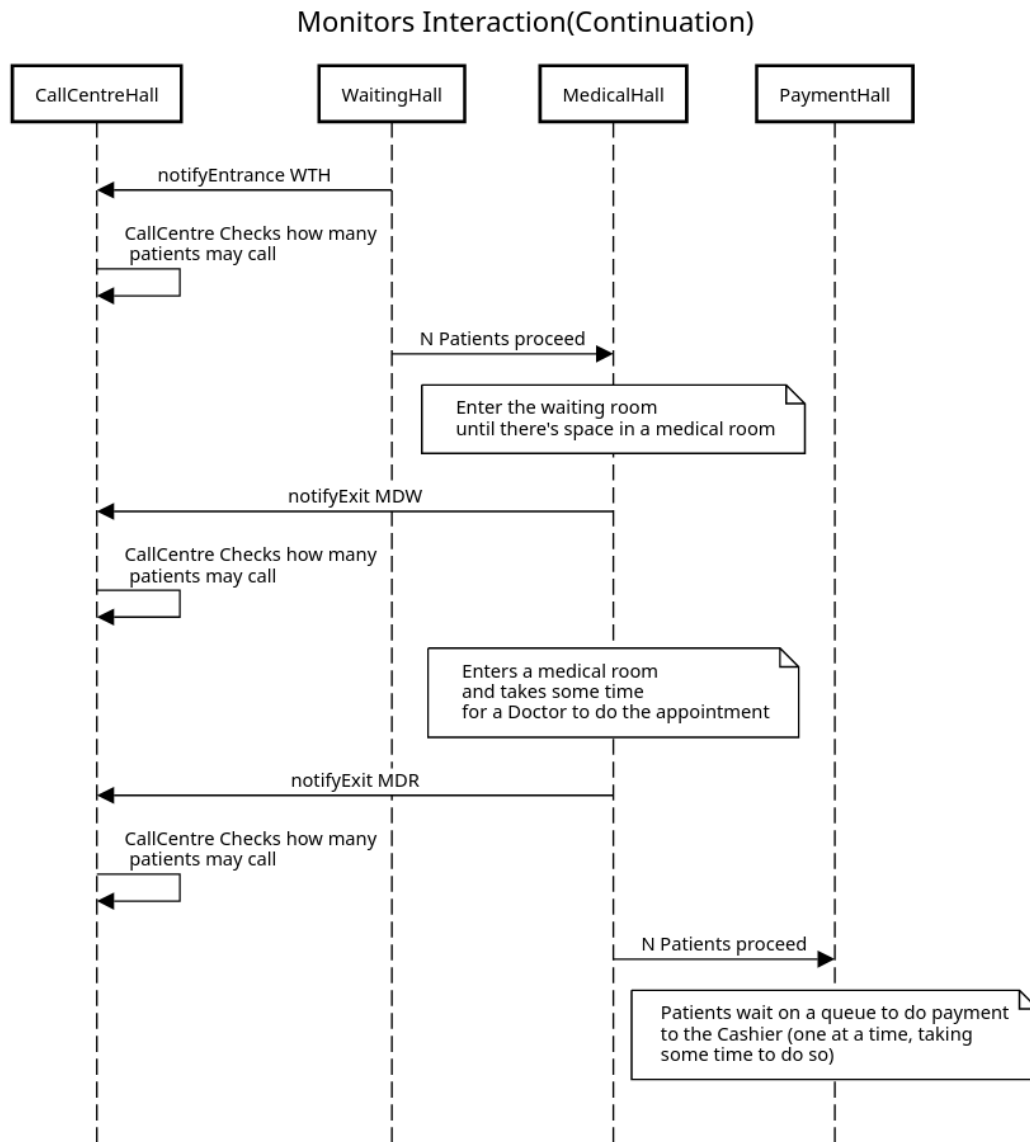 Monitors Interaction(Continuation)
CallCentreHall
WaitingHall
MedicalHall
PaymentHall
notifyEntrance WTH
CallCentre Checks how many
patients may call
N Patients proceed
Enter the waiting room
until there's space in a medical room
notifyExit MDW
CallCentre Checks how many
patients may call
Enters a medical room
and takes some time
for a Doctor to do the appointment
notifyExit MDR
CallCentre Checks how many
patients may call
N Patients proceed
Patients wait on a queue to do payment
to the Cashier (one at a time, taking
some time to do so)